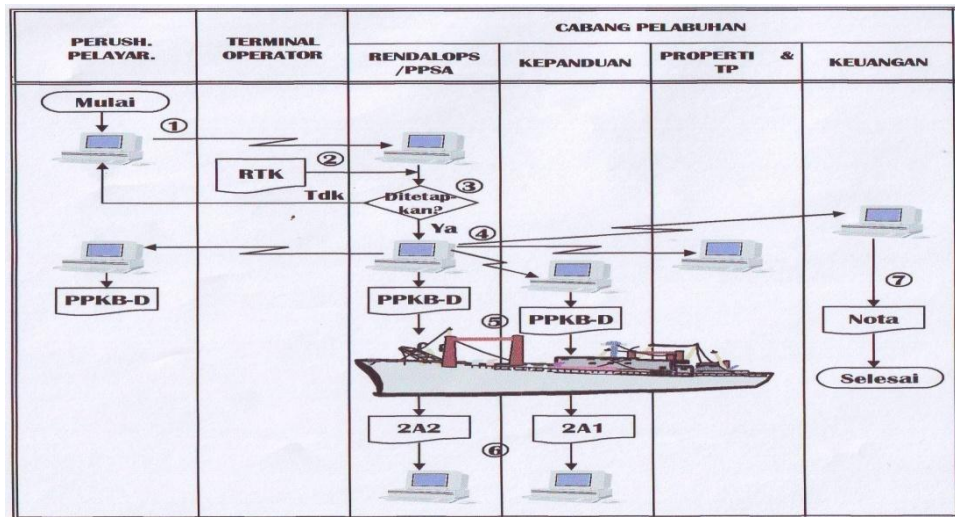 CABANG PELABUHAN
PERUSH.
PELAYAR.
TERMINAL
OPERATOR
RENDALOPS
/PPSA
KEPANDUAN
PROPERTI &
TP
KEUANGAN
Mulai
①
②
RTK
Tdk
③
Ditetap-
kan?
Ya
④
PPKB-D
PPKB-D
⑤
PPKB-D
⑦
Nota
Selesai
2A2
2A1
⑥